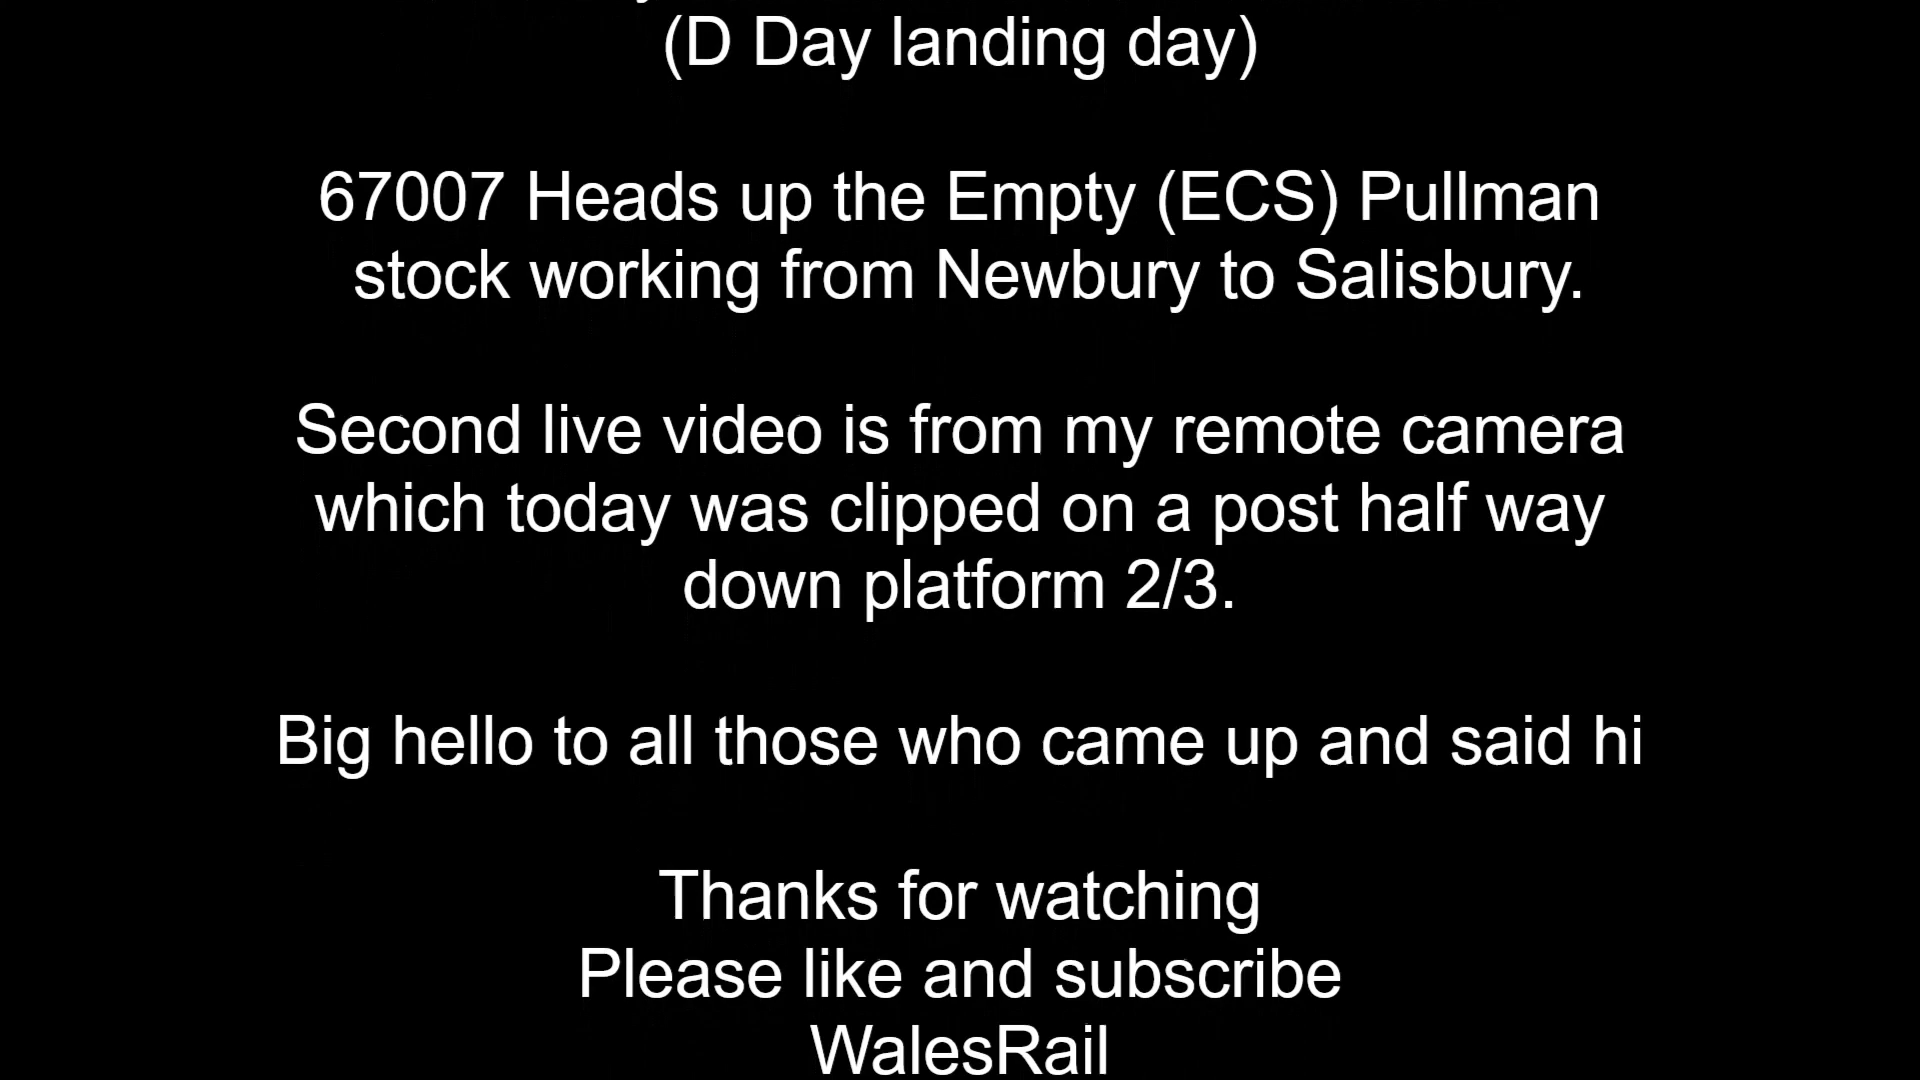 (D Day landing day)
67007 Heads up the Empty (ECS) Pullman
stock working from Newbury to Salisbury.
Second live video is from my remote camera
which today was clipped on a post half way
down platform 2/3.
Big hello to all those who came up and said hi
Thanks for watching
Please like and subscribe
WalesRail